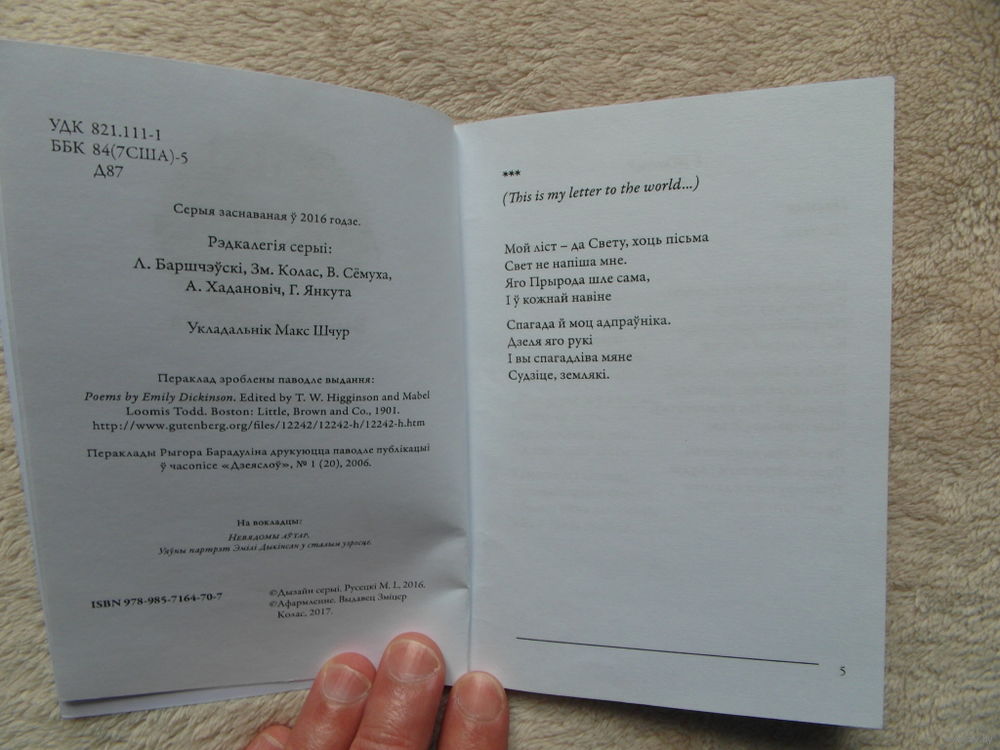 УДК 821.111-1
ББК 84(7США)-5
Д87
Серыя заснаваная ў 2016 годзе.
Рэдкалегія серыі:
Л. Баршчэўскі, Зм. Колас, В. Сёмуха,
А. Хадановіч, Г. Янкута
Укладальнік Макс Шчур
Пераклад зроблены паводле выдання:
Poems by Emily Dickinson. Edited by T. W. Higginson and Mabel
Loomis Todd. Boston: Little, Brown and Co., 1901.
http://www.gutenberg.org/files/12242/12242-h/12242-h.htm
Пераклады Рыгора Барадуліна друкуюцца паводле публікацыі
ў часопісе «Дзеяслоў», № 1 (20), 2006.
На вокладцы:
Невядомы аўтар.
Уяўны партрэт Эмілі Дыкінсан у сталым узросце.
ISBN 978-985-7164-70-7
©Дызайн серыі. Русецкі М. І., 2016.
©Афармленне. Выдавец Зміцер
Колас, 2017.
***
(This is my letter to the world...)
Мой ліст – да Свету, хоць пісьма
Свет не напіша мне.
Яго Прырода шле сама,
І ў кожнай навіне
Спагада й моц адпраўніка.
Дзеля яго рукі
І вы спагадліва мяне
Судзіце, землякі.
5